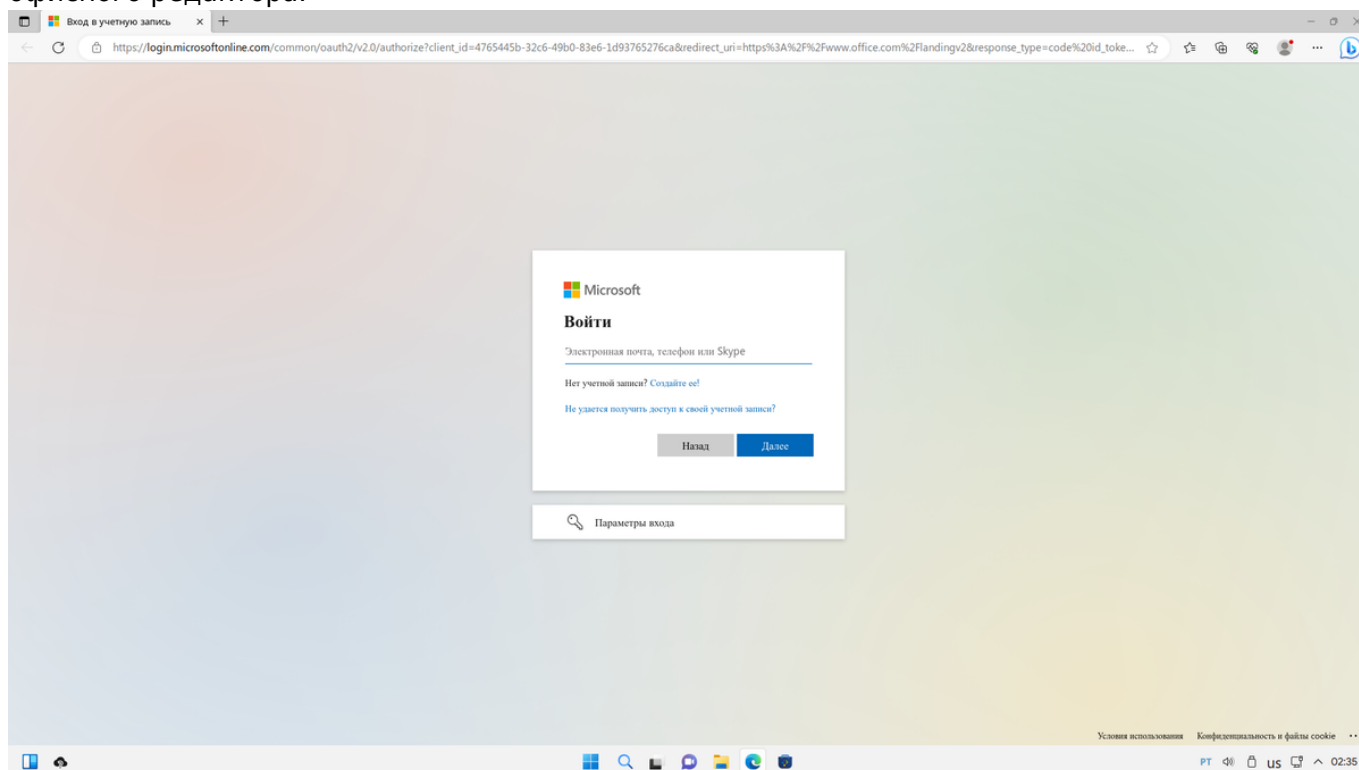 офисного редактора.
Вход в учетную запись
https://login.microsoftonline.com/common/oauth2/v2.0/authorize?client_id=4765445b-32c6-49b0-83e6-1d93765276ca&redirect_uri=https%3A%2F%2Fwww.office.com%2Flandingv2&response_type=code%20id_toke...
Microsoft
Войти
Электронная почта, телефон или Skype
Нет учетной записи? Создайте ее!
Не удается получить доступ к своей учетной записи?
Назад Далее
Параметры входа
Условия использования Конфиденциальность и файлы cookie
PT US 02:35